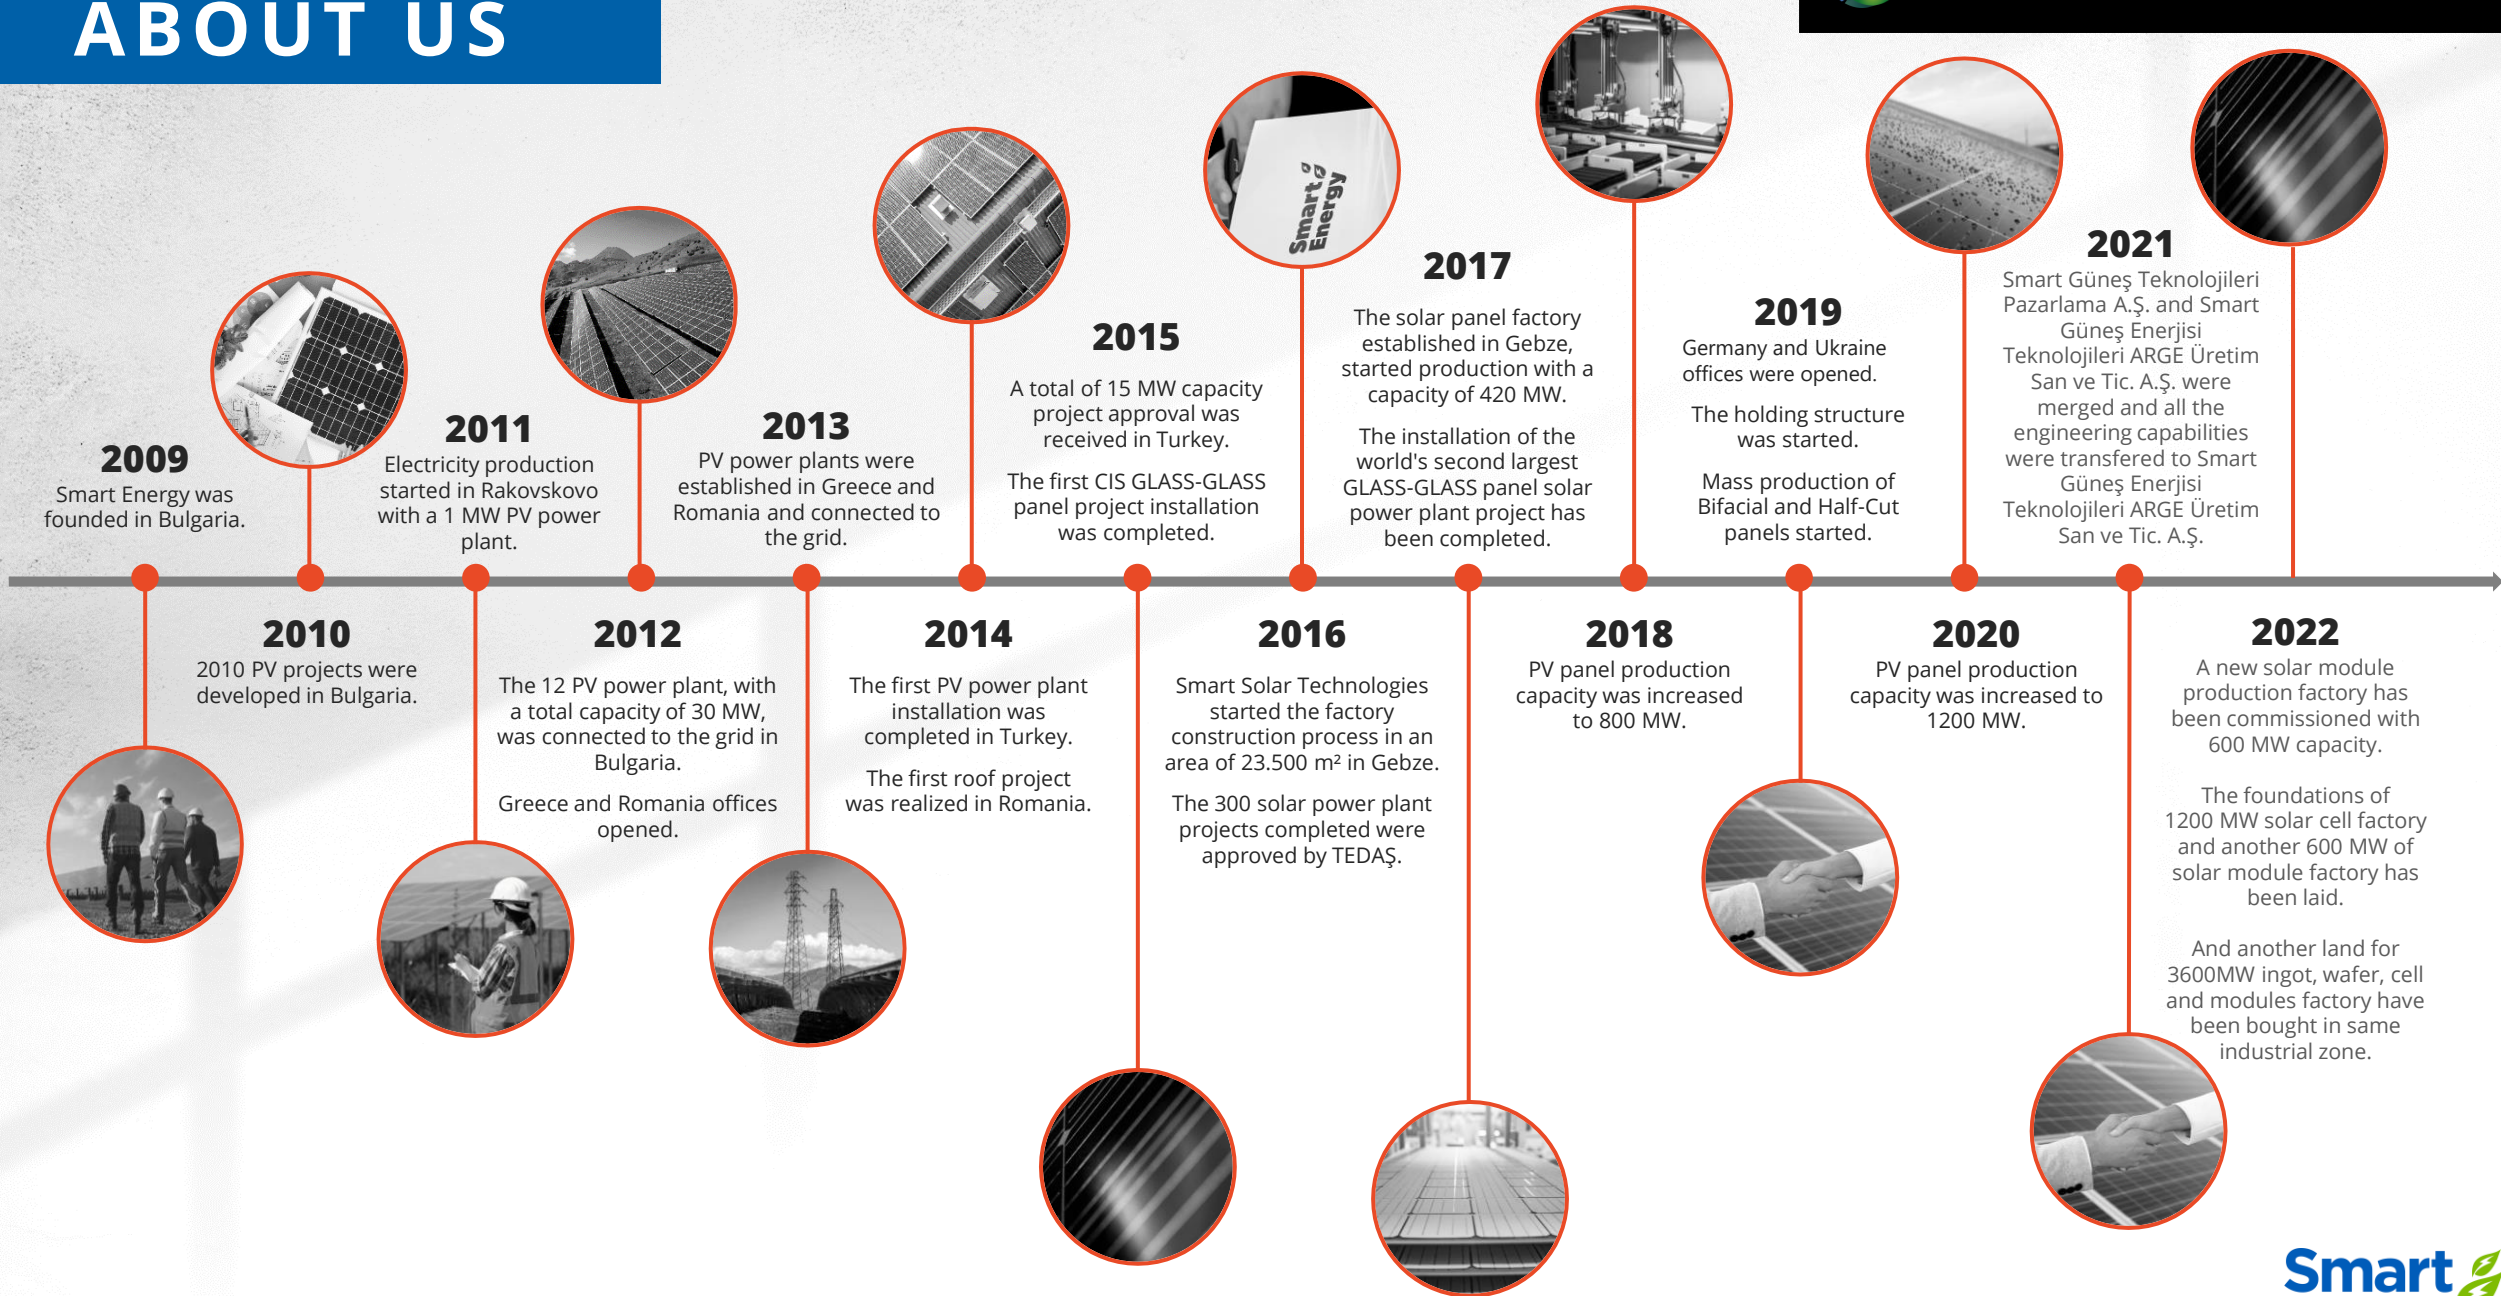 ABOUT US
2009
Smart Energy was
founded in Bulgaria.
2010
2010 PV projects were
developed in Bulgaria.
2011
Electricity production
started in Rakovskovo
with a 1 MW PV power
plant.
2012
The 12 PV power plant, with
a total capacity of 30 MW,
was connected to the grid in
Bulgaria.
Greece and Romania offices
opened.
2013
PV power plants were
established in Greece and
Romania and connected to
the grid.
2014
The first PV power plant
installation was
completed in Turkey.
The first roof project
was realized in Romania.
2015
A total of 15 MW capacity
project approval was
received in Turkey.
The first CIS GLASS-GLASS
panel project installation
was completed.
Smart
Energy
2016
Smart Solar Technologies
started the factory
construction process in an
area of 23.500 m² in Gebze.
The 300 solar power plant
projects completed were
approved by TEDAŞ.
2017
The solar panel factory
established in Gebze,
started production with a
capacity of 420 MW.
The installation of the
world's second largest
GLASS-GLASS panel solar
power plant project has
been completed.
2018
PV panel production
capacity was increased
to 800 MW.
2019
Germany and Ukraine
offices were opened.
The holding structure
was started.
Mass production of
Bifacial and Half-Cut
panels started.
2020
PV panel production
capacity was increased to
1200 MW.
2021
Smart Güneş Teknolojileri
Pazarlama A.Ş. and Smart
Güneş Enerjisi
Teknolojileri ARGE Üretim
San ve Tic. A.Ş. were
merged and all the
engineering capabilities
were transfered to Smart
Güneş Enerjisi
Teknolojileri ARGE Üretim
San ve Tic. A.Ş.
2022
A new solar module
production factory has
been commissioned with
600 MW capacity.
The foundations of
1200 MW solar cell factory
and another 600 MW of
solar module factory has
been laid.
And another land for
3600MW ingot, wafer, cell
and modules factory have
been bought in same
industrial zone.
Smart